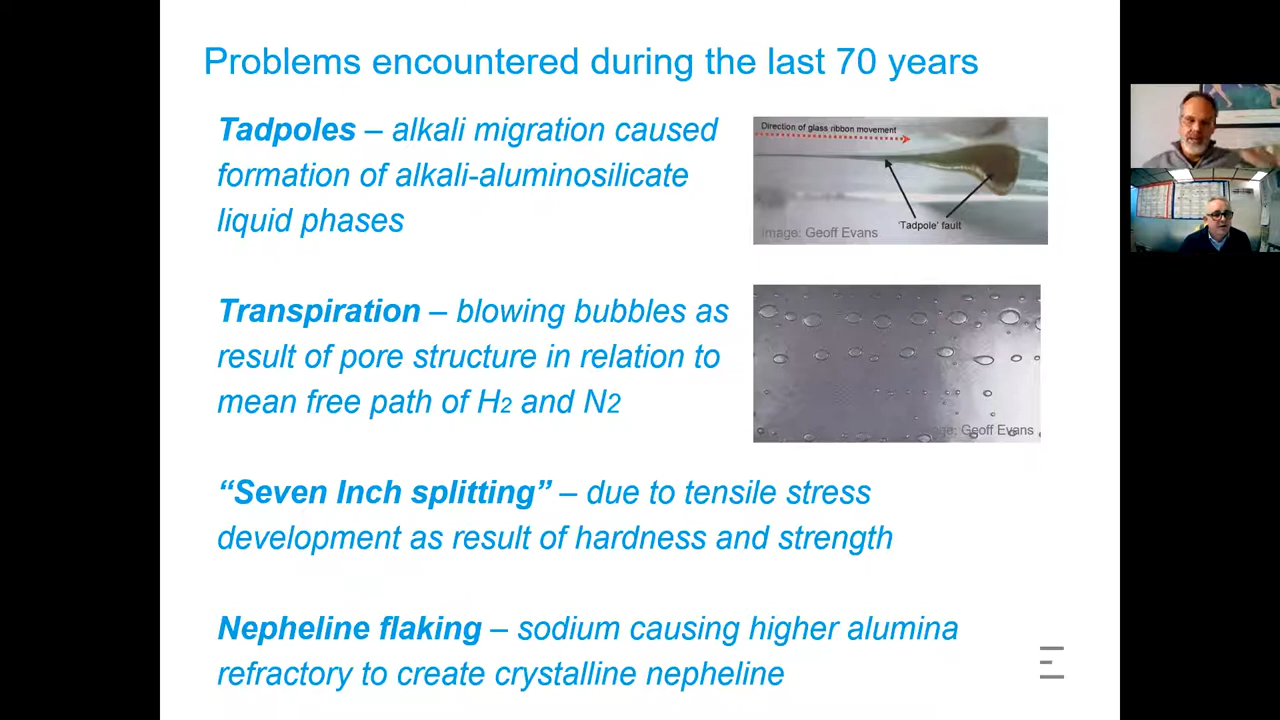 Problems encountered during the last 70 years
Tadpoles – alkali migration caused
formation of alkali-aluminosilicate
liquid phases
Direction of glass ribbon movement
'Tadpole' fault
Image: Geoff Evans
Transpiration – blowing bubbles as
result of pore structure in relation to
mean free path of H2 and N2
Geoff Evans
“Seven Inch splitting” – due to tensile stress
development as result of hardness and strength
Nepheline flaking – sodium causing higher alumina
refractory to create crystalline nepheline